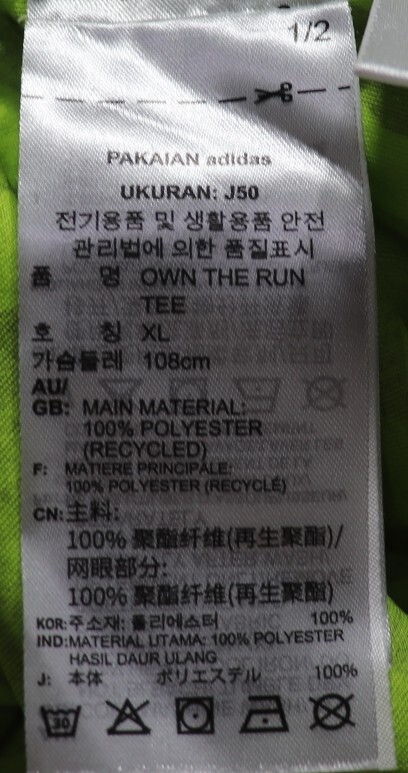 1/2
PAKAIAN adidas
UKURAN: J50
전기용품 및 생활용품 안전
관리법에 의한 품질표시
품 명 OWN THE RUN
TEE
호 칭 XL
가슴둘레 108cm
AU/
GB: MAIN MATERIAL:
100% POLYESTER
(RECYCLED)
F: MATIERE PRINCIPALE:
100% POLYESTER (RECYCLÉ)
CN: 主料:
100% 聚酯纤维(再生聚酯)/
网眼部分:
100% 聚酯纤维(再生聚酯)
KOR: 주소재: 폴리에스터 100%
IND: MATERIAL UTAMA: 100% POLYESTER
HASIL DAUR ULANG
J: 本体 ポリエステル 100%
30